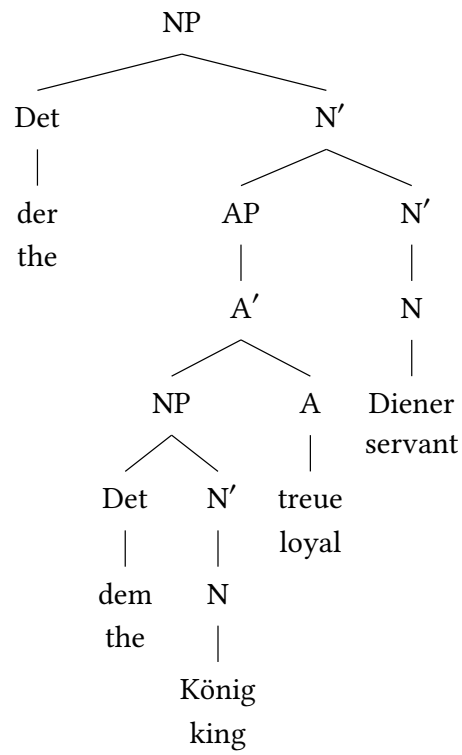 NP
Det N′
der
the
AP N′
A′ N
NP A Diener
servant
Det N′ treue
loyal
dem
the
N
König
king